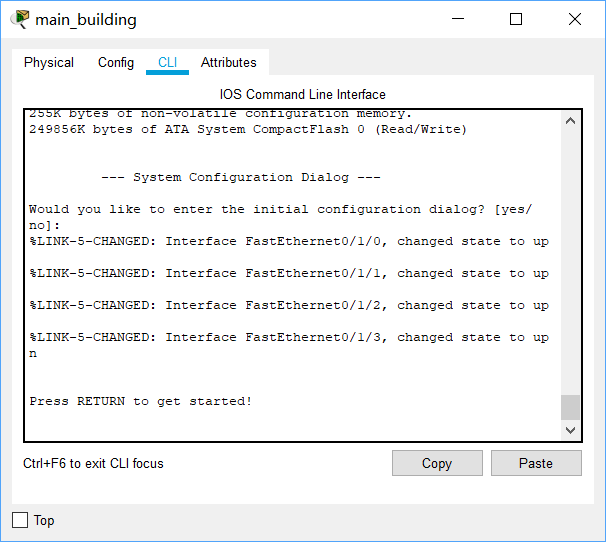 main_building
Physical Config CLI Attributes
IOS Command Line Interface
255K bytes of non-volatile configuration memory.
249856K bytes of ATA System CompactFlash 0 (Read/Write)
--- System Configuration Dialog ---
Would you like to enter the initial configuration dialog? [yes/
no]:
%LINK-5-CHANGED: Interface FastEthernet0/1/0, changed state to up
%LINK-5-CHANGED: Interface FastEthernet0/1/1, changed state to up
%LINK-5-CHANGED: Interface FastEthernet0/1/2, changed state to up
%LINK-5-CHANGED: Interface FastEthernet0/1/3, changed state to up
n
Press RETURN to get started!
Ctrl+F6 to exit CLI focus
Copy Paste
Top